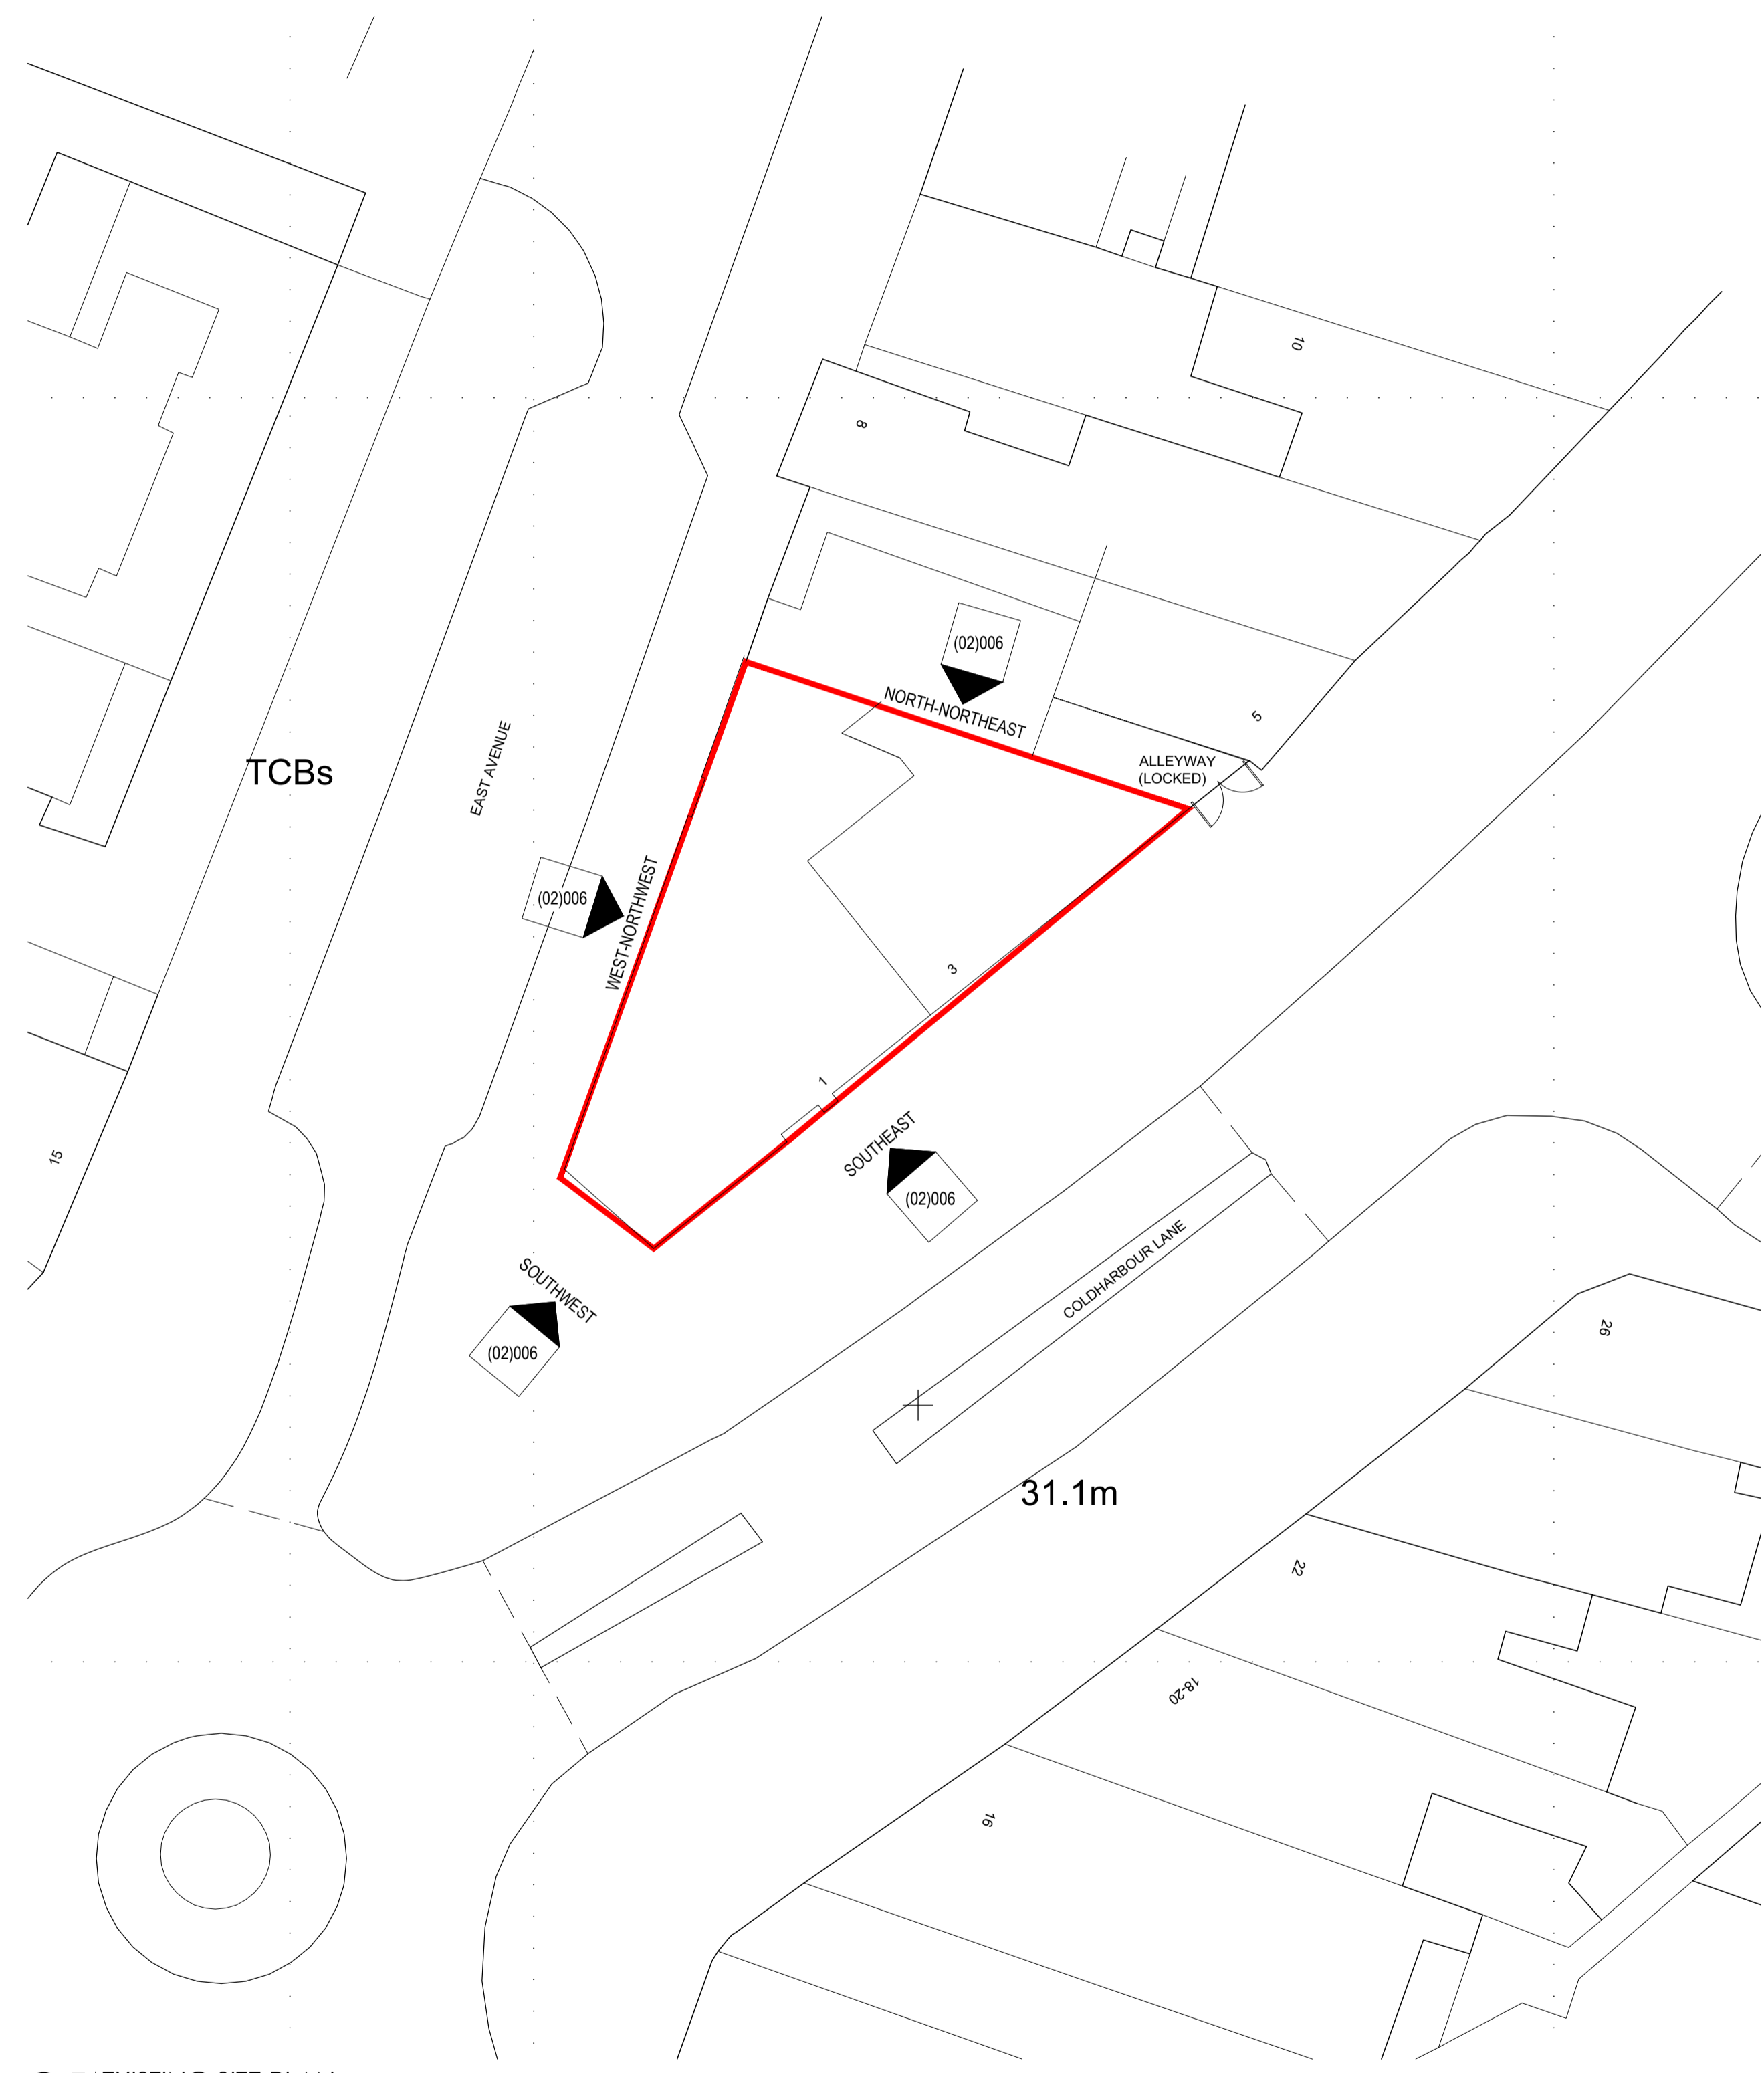 10
8
(02)006
NORTH-NORTHEAST
5
ALLEYWAY
(LOCKED)
EAST AVENUE
TCBs
(02)006
WEST-NORTHWEST
3
1
15
SOUTHEAST
(02)006
COLDHARBOUR LANE
SOUTHWEST
(02)006
26
31.1m
22
18-20
16